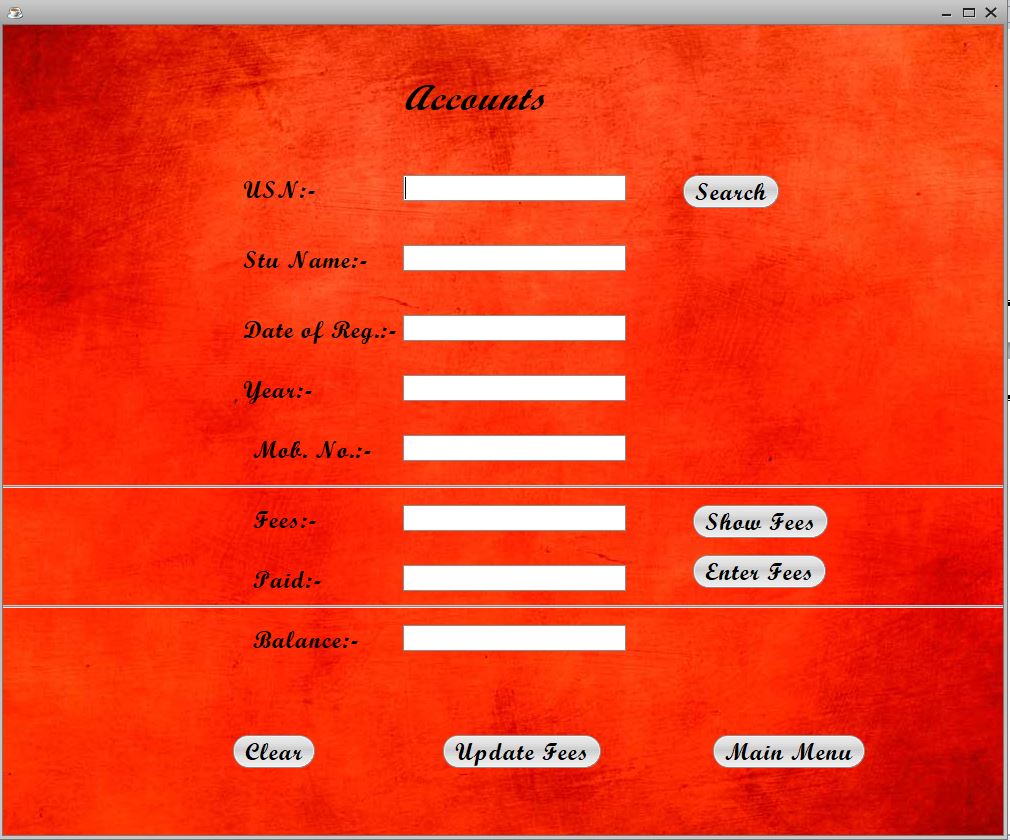 Accounts
USN:- Search
Stu Name:-
Date of Reg.:-
Year:-
Mob. No.:-
Fees:- Show Fees
Paid:- Enter Fees
Balance:-
Clear Update Fees Main Menu